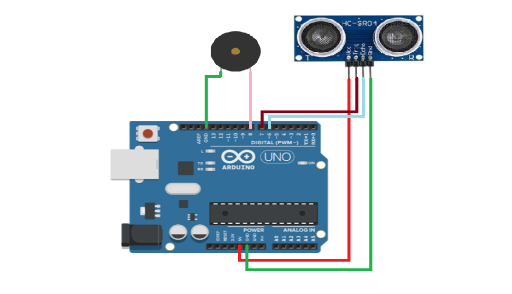 HC-SR04
Vcc
Trig
Echo
Gnd
AREF
GND
13
12
~11
~10
~9
8
7
~6
~5
4
~3
2
TX→1
RX←0
DIGITAL (PWM~)
L
TX
RX
ON
UNO
ARDUINO
POWER
ANALOG IN
IOREF
RESET
3.3V
5V
GND
GND
Vin
A0
A1
A2
A3
A4
A5